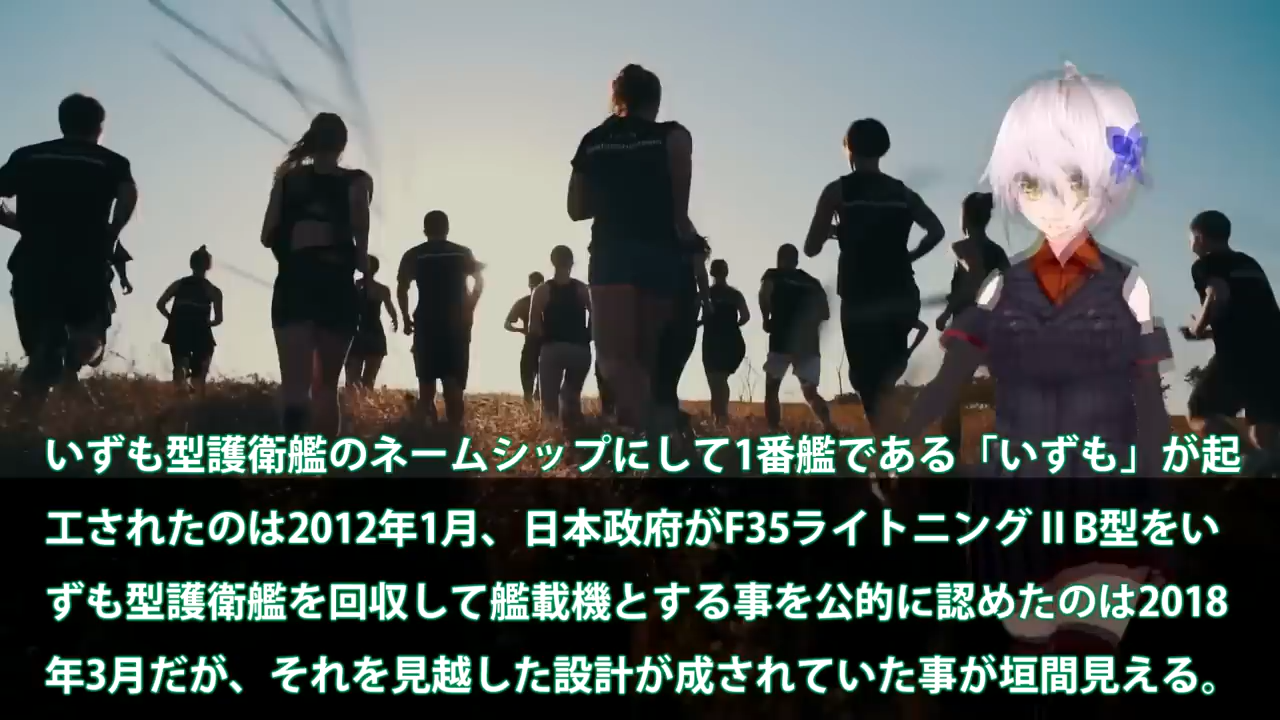 いずも型護衛艦のネームシップにして1番艦である「いずも」が起
工されたのは2012年1月、日本政府がF35ライトニングⅡB型をい
ずも型護衛艦を回収して艦載機とする事を公的に認めたのは2018
年3月だが、それを見越した設計が成されていた事が垣間見える。